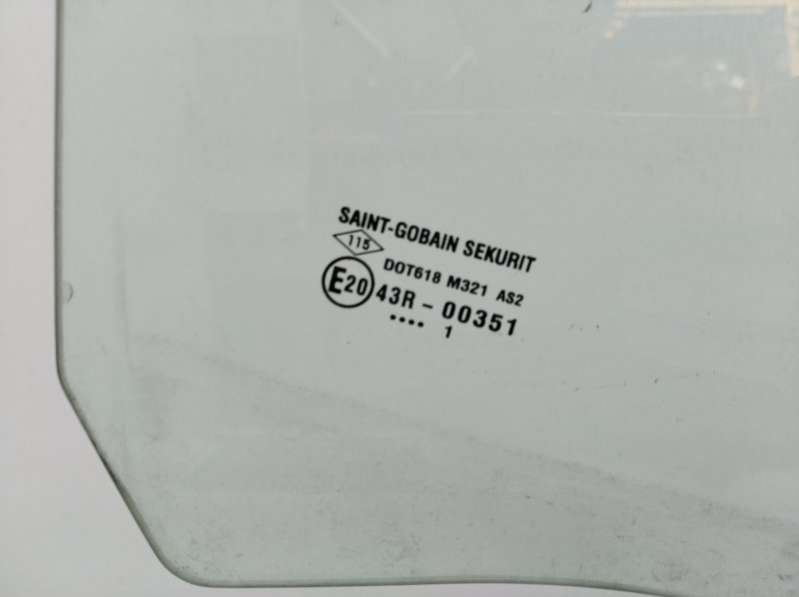 SAINT-GOBAIN SEKURIT
115
DOT618 M321 AS2
E20 43R - 00351
.... 1